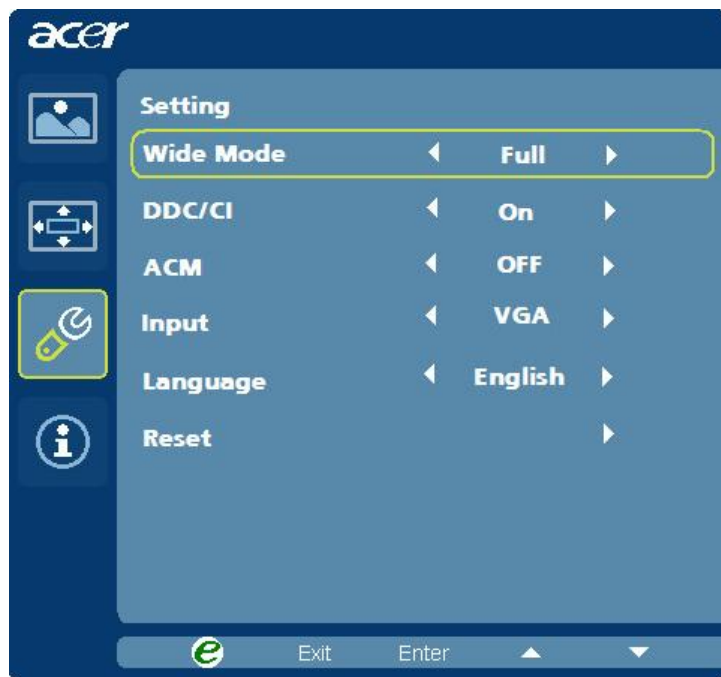 acer
Setting
Wide Mode Full
DDC/CI On
ACM OFF
Input VGA
Language English
Reset
e Exit Enter